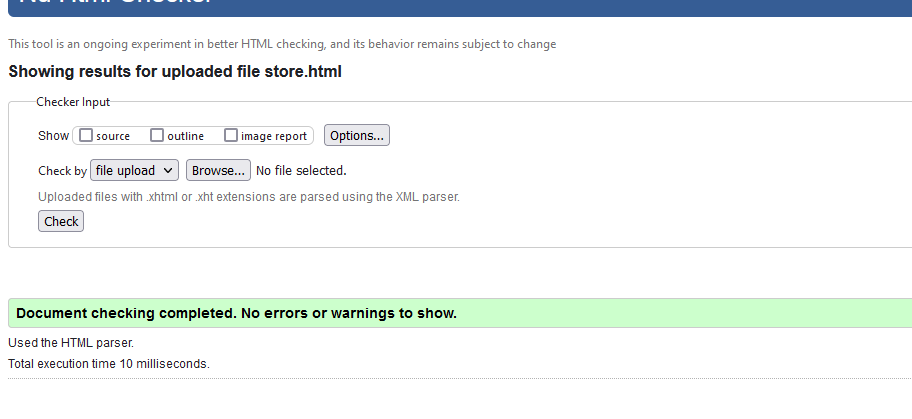 Nu Html Checker
This tool is an ongoing experiment in better HTML checking, and its behavior remains subject to change
Showing results for uploaded file store.html
Checker Input
Show source outline image report Options...
Check by file upload Browse... No file selected.
Uploaded files with .xhtml or .xht extensions are parsed using the XML parser.
Check
Document checking completed. No errors or warnings to show.
Used the HTML parser.
Total execution time 10 milliseconds.